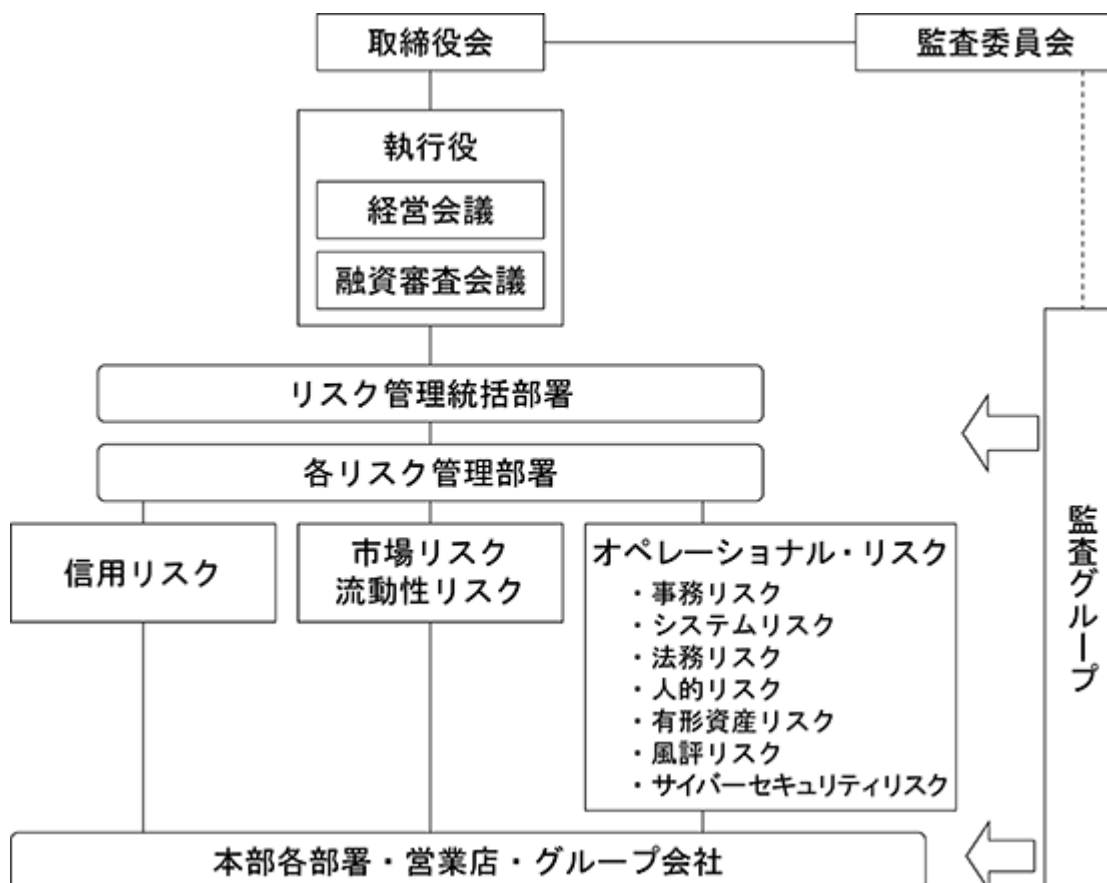 取締役会
監査委員会
執行役
経営会議
融資審査会議
リスク管理統括部署
各リスク管理部署
信用リスク
市場リスク
流動性リスク
オペレーショナル・リスク
・事務リスク
・システムリスク
・法務リスク
・人的リスク
・有形資産リスク
・風評リスク
・サイバーセキュリティリスク
監査グループ
本部各部署・営業店・グループ会社